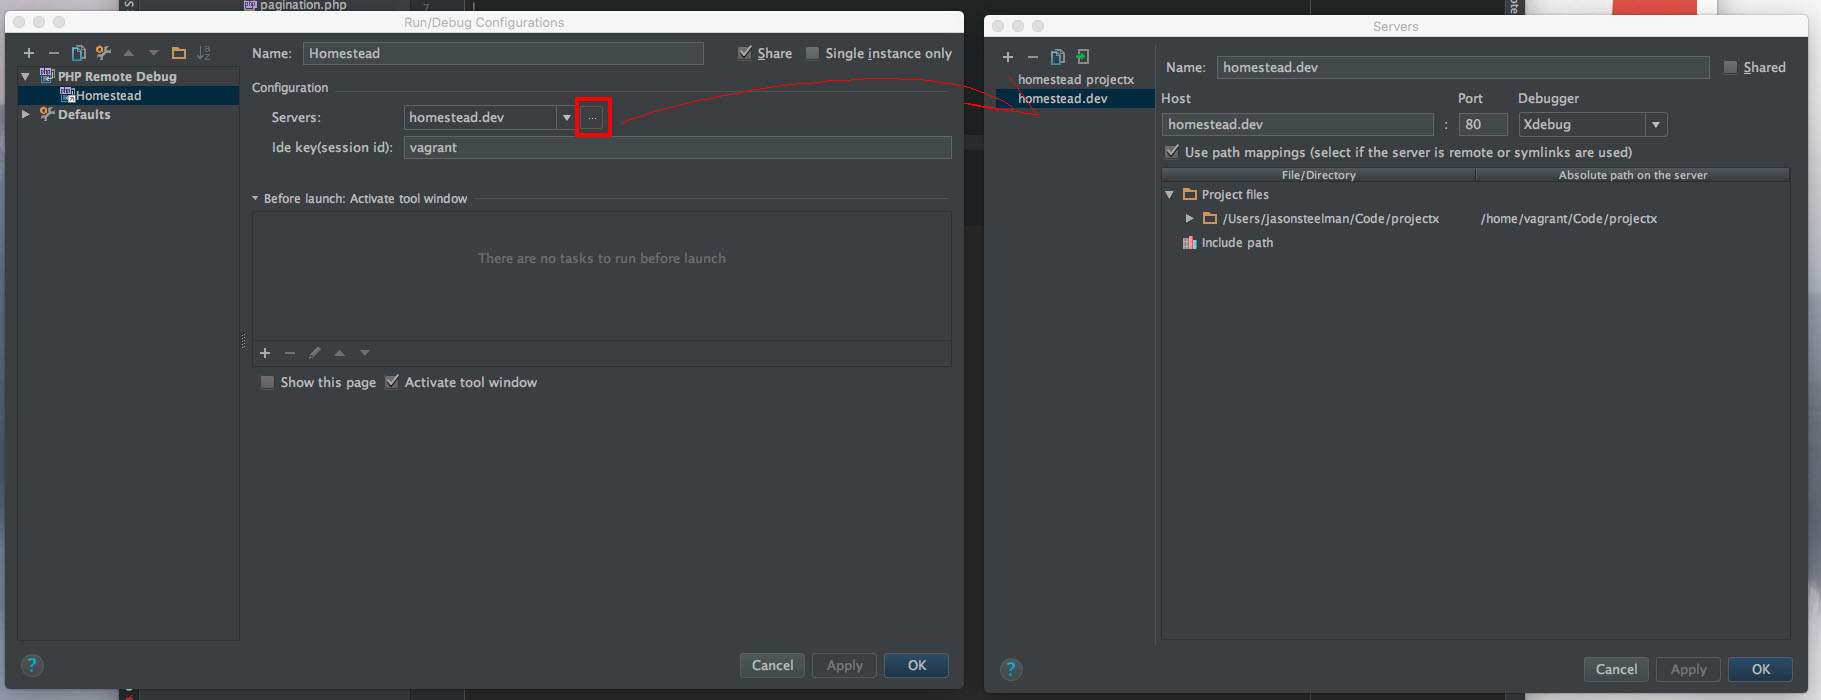 pagination.php
7
Run/Debug Configurations
PHP Remote Debug
Homestead
Defaults
Name: Homestead
Share
Single instance only
Configuration
Servers: homestead.dev ...
Ide key(session id): vagrant
Before launch: Activate tool window
There are no tasks to run before launch
Show this page
Activate tool window
? Cancel Apply OK
Servers
homestead projectx
homestead.dev
Name: homestead.dev
Shared
Host Port Debugger
homestead.dev : 80 Xdebug
Use path mappings (select if the server is remote or symlinks are used)
File/Directory Absolute path on the server
Project files
/Users/jasonsteelman/Code/projectx /home/vagrant/Code/projectx
Include path
? Cancel Apply OK